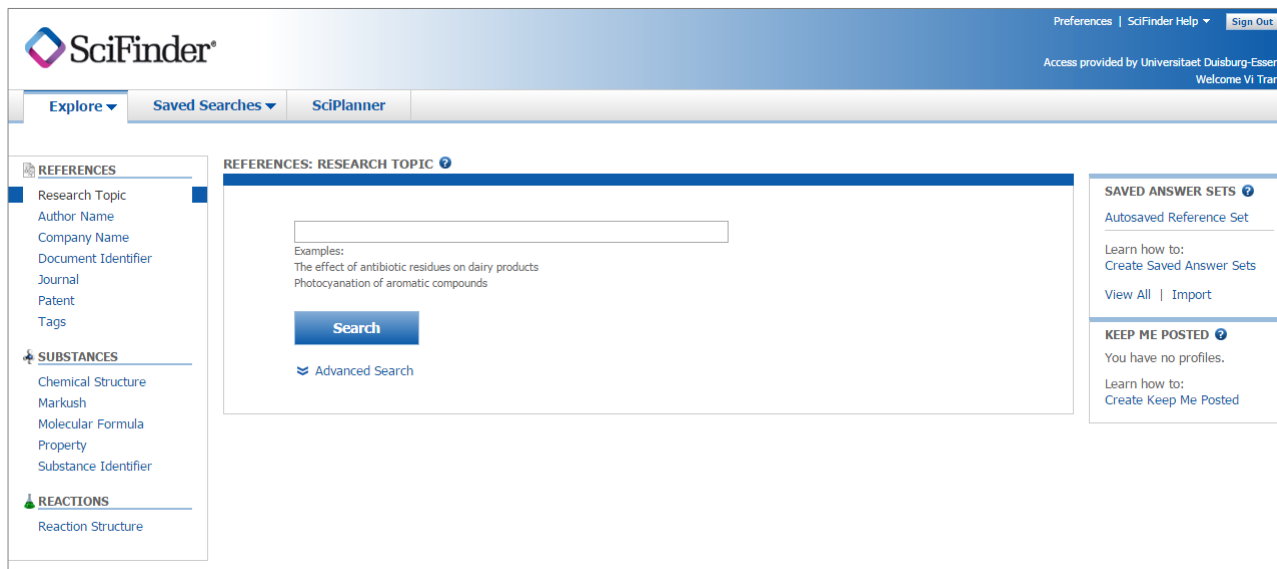 Preferences | SciFinder Help
Sign Out
SciFinder®
Access provided by Universitaet Duisburg-Essen
Welcome Vi Tran
Explore
Saved Searches
SciPlanner
REFERENCES
Research Topic
Author Name
Company Name
Document Identifier
Journal
Patent
Tags
SUBSTANCES
Chemical Structure
Markush
Molecular Formula
Property
Substance Identifier
REACTIONS
Reaction Structure
REFERENCES: RESEARCH TOPIC ?
Examples:
The effect of antibiotic residues on dairy products
Photocyanation of aromatic compounds
Search
Advanced Search
SAVED ANSWER SETS ?
Autosaved Reference Set
Learn how to:
Create Saved Answer Sets
View All | Import
KEEP ME POSTED ?
You have no profiles.
Learn how to:
Create Keep Me Posted